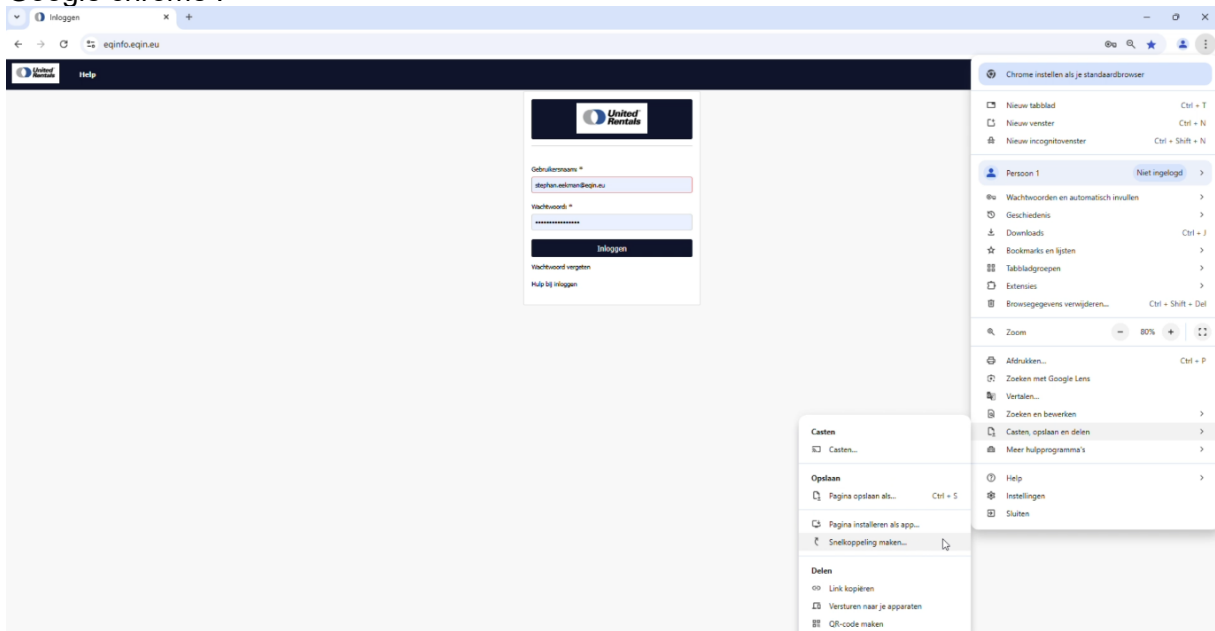 Google chrome :
Inloggen
eqinfo.eqin.eu
United Rentals
Help
United Rentals
Gebruikersnaam: *
stephan.eekman@eqin.eu
Wachtwoord: *
Inloggen
Wachtwoord vergeten
Hulp bij inloggen
Chrome instellen als je standaardbrowser
Nieuw tabblad Ctrl + T
Nieuw venster Ctrl + N
Nieuw incognitovenster Ctrl + Shift + N
Persoon 1 Niet ingelogd
Wachtwoorden en automatisch invullen
Geschiedenis
Downloads Ctrl + J
Bookmarks en lijsten
Tabbladgroepen
Extensies
Browsegegevens verwijderen... Ctrl + Shift + Del
Zoom − 80% +
Afdrukken... Ctrl + P
Zoeken met Google Lens
Vertalen...
Zoeken en bewerken
Casten, opslaan en delen
Meer hulpprogramma's
Help
Instellingen
Sluiten
Casten
Casten...
Opslaan
Pagina opslaan als... Ctrl + S
Pagina installeren als app...
Snelkoppeling maken...
Delen
Link kopiëren
Versturen naar je apparaten
QR-code maken